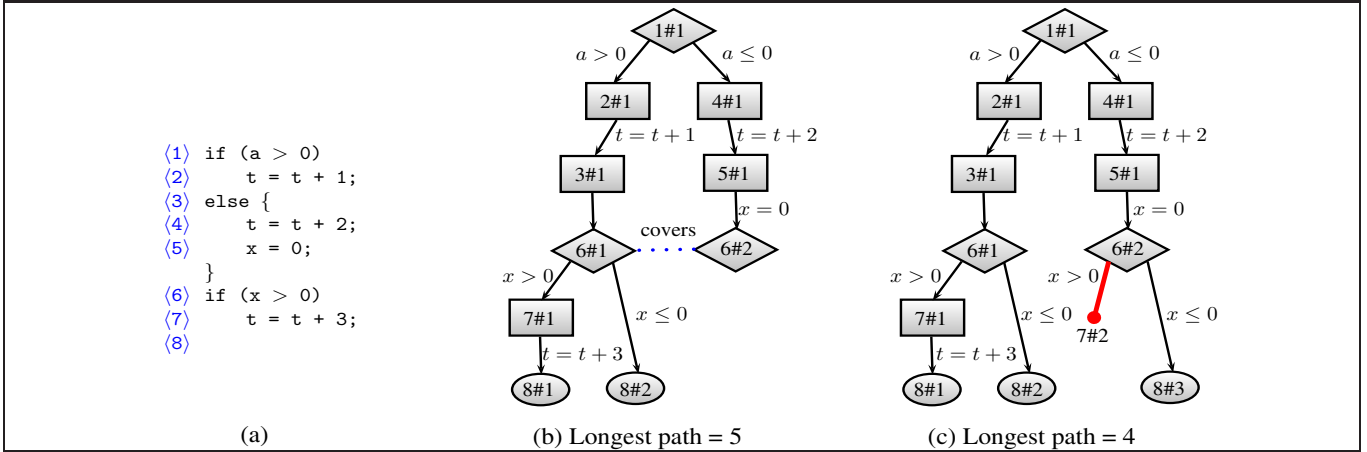 ⟨1⟩ if (a > 0)
⟨2⟩ t = t + 1;
⟨3⟩ else {
⟨4⟩ t = t + 2;
⟨5⟩ x = 0;
}
⟨6⟩ if (x > 0)
⟨7⟩ t = t + 3;
⟨8⟩
(a)
1#1
a > 0 a ≤ 0
2#1 4#1
t = t + 1 t = t + 2
3#1 5#1
x = 0
covers
6#1 6#2
x > 0
7#1 x ≤ 0
t = t + 3
8#1 8#2
(b) Longest path = 5
1#1
a > 0 a ≤ 0
2#1 4#1
t = t + 1 t = t + 2
3#1 5#1
x = 0
6#1 6#2
x > 0 x > 0
7#1 x ≤ 0 x ≤ 0
7#2
t = t + 3
8#1 8#2 8#3
(c) Longest path = 4